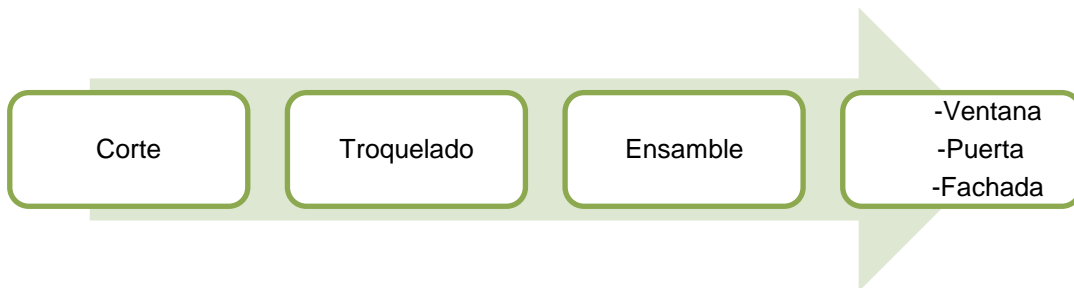 Corte
Troquelado
Ensamble
-Ventana
-Puerta
-Fachada